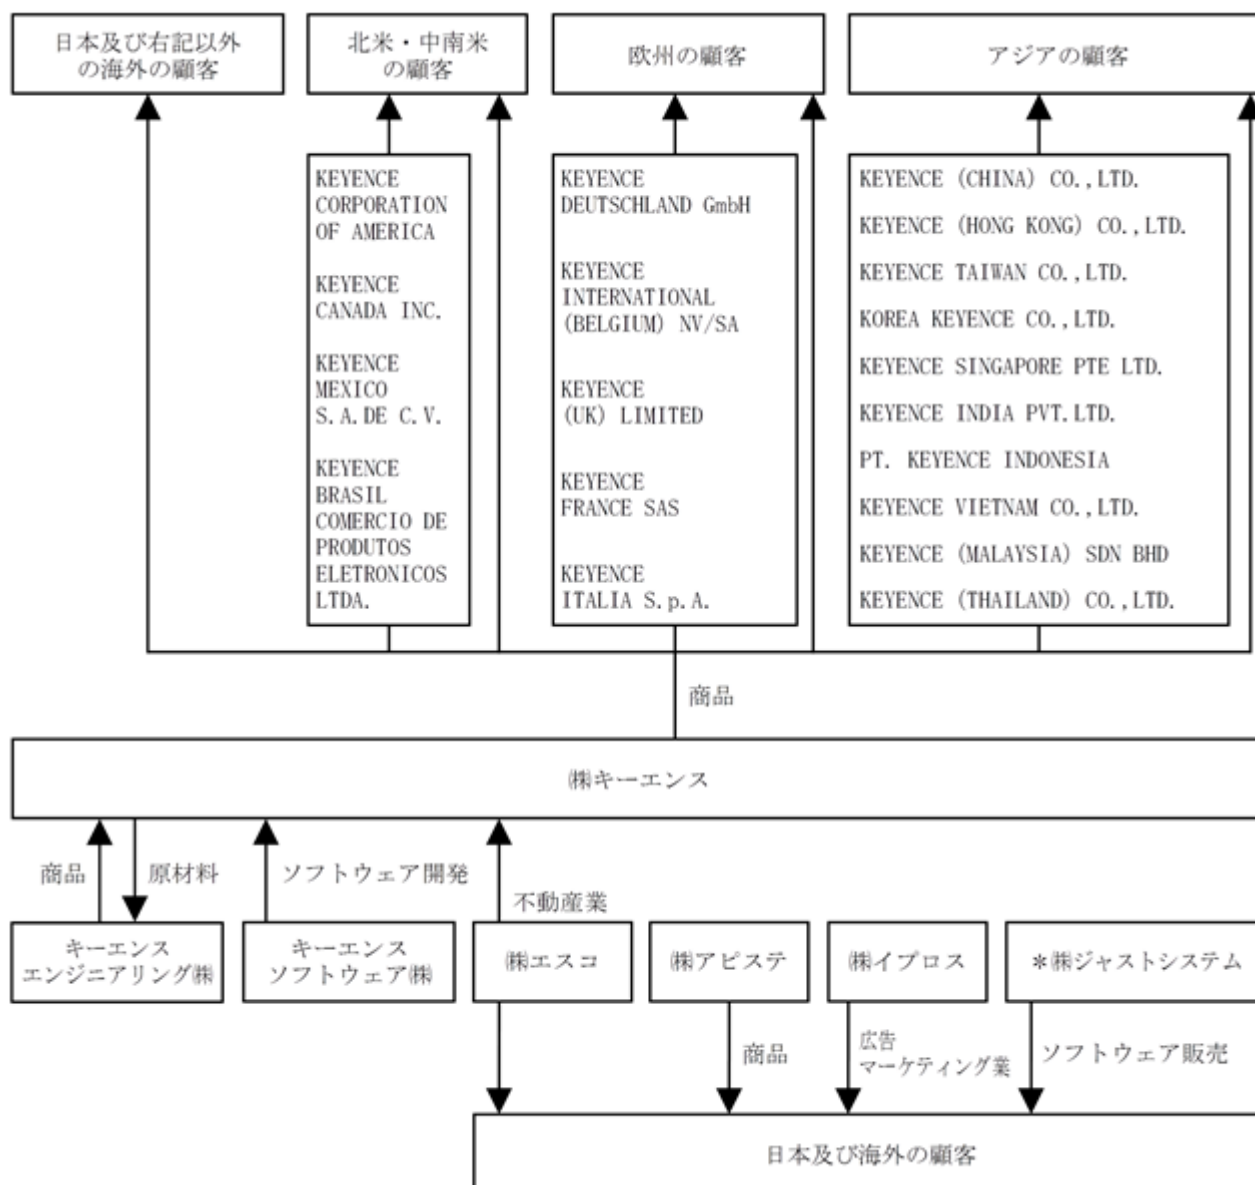 日本及び右記以外
の海外の顧客
北米・中南米
の顧客
欧州の顧客
アジアの顧客
KEYENCE
CORPORATION
OF AMERICA
KEYENCE
CANADA INC.
KEYENCE
MEXICO
S.A.DE C.V.
KEYENCE
BRASIL
COMERCIO DE
PRODUTOS
ELETRONICOS
LTDA.
KEYENCE
DEUTSCHLAND GmbH
KEYENCE
INTERNATIONAL
(BELGIUM) NV/SA
KEYENCE
(UK) LIMITED
KEYENCE
FRANCE SAS
KEYENCE
ITALIA S.p.A.
KEYENCE (CHINA) CO.,LTD.
KEYENCE (HONG KONG) CO.,LTD.
KEYENCE TAIWAN CO.,LTD.
KOREA KEYENCE CO.,LTD.
KEYENCE SINGAPORE PTE LTD.
KEYENCE INDIA PVT.LTD.
PT. KEYENCE INDONESIA
KEYENCE VIETNAM CO.,LTD.
KEYENCE (MALAYSIA) SDN BHD
KEYENCE (THAILAND) CO.,LTD.
商品
㈱キーエンス
商品
原材料
ソフトウェア開発
不動産業
キーエンス
エンジニアリング㈱
キーエンス
ソフトウェア㈱
㈱エスコ
㈱アピステ
㈱イプロス
＊㈱ジャストシステム
商品
広告
マーケティング業
ソフトウェア販売
日本及び海外の顧客